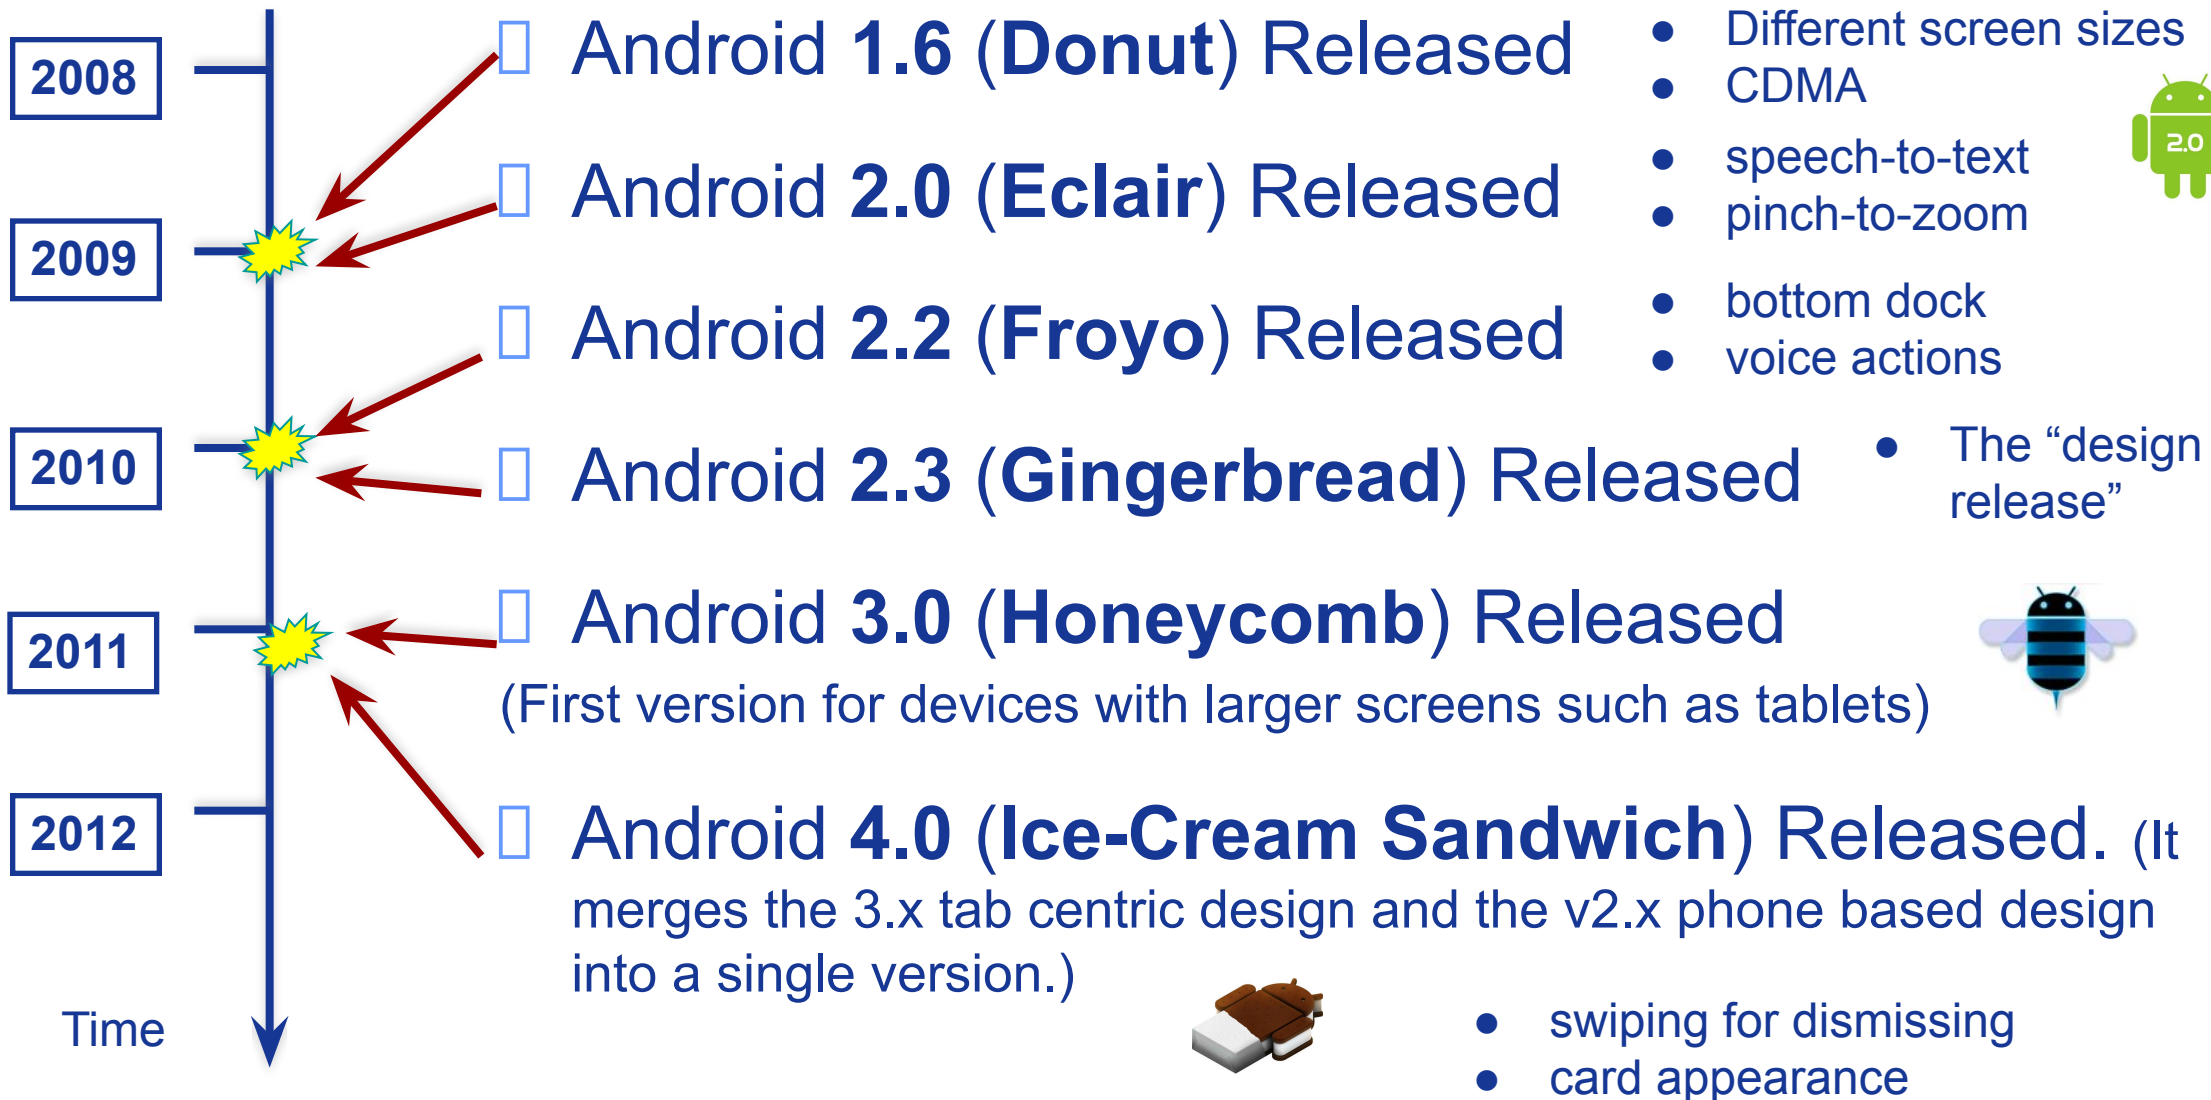 2008
2009
2010
2011
2012
Time
Android 1.6 (Donut) Released
● Different screen sizes
● CDMA
2.0
Android 2.0 (Eclair) Released
● speech-to-text
● pinch-to-zoom
Android 2.2 (Froyo) Released
● bottom dock
● voice actions
Android 2.3 (Gingerbread) Released
● The “design
release”
Android 3.0 (Honeycomb) Released
(First version for devices with larger screens such as tablets)
Android 4.0 (Ice-Cream Sandwich) Released. (It
merges the 3.x tab centric design and the v2.x phone based design
into a single version.)
● swiping for dismissing
● card appearance